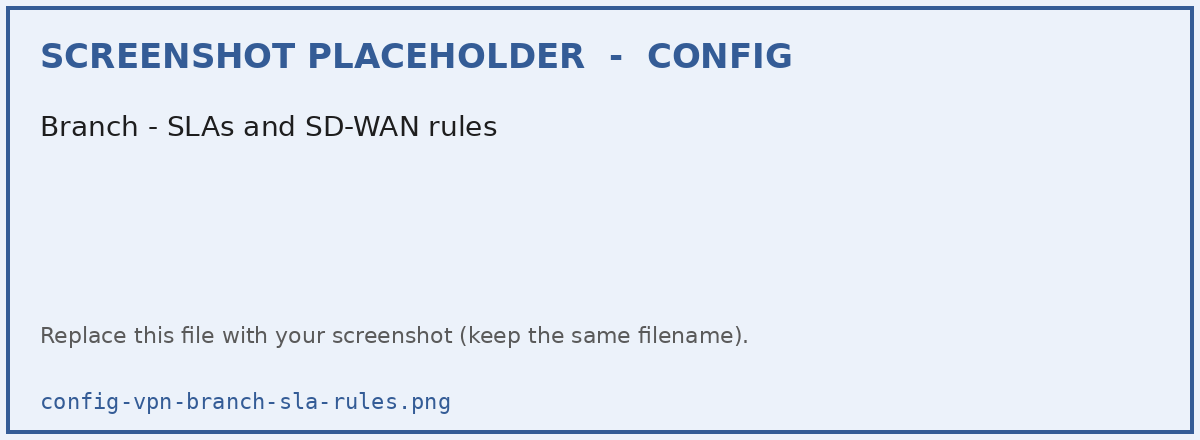 SCREENSHOT PLACEHOLDER - CONFIG
Branch - SLAs and SD-WAN rules
Replace this file with your screenshot (keep the same filename).
config-vpn-branch-sla-rules.png